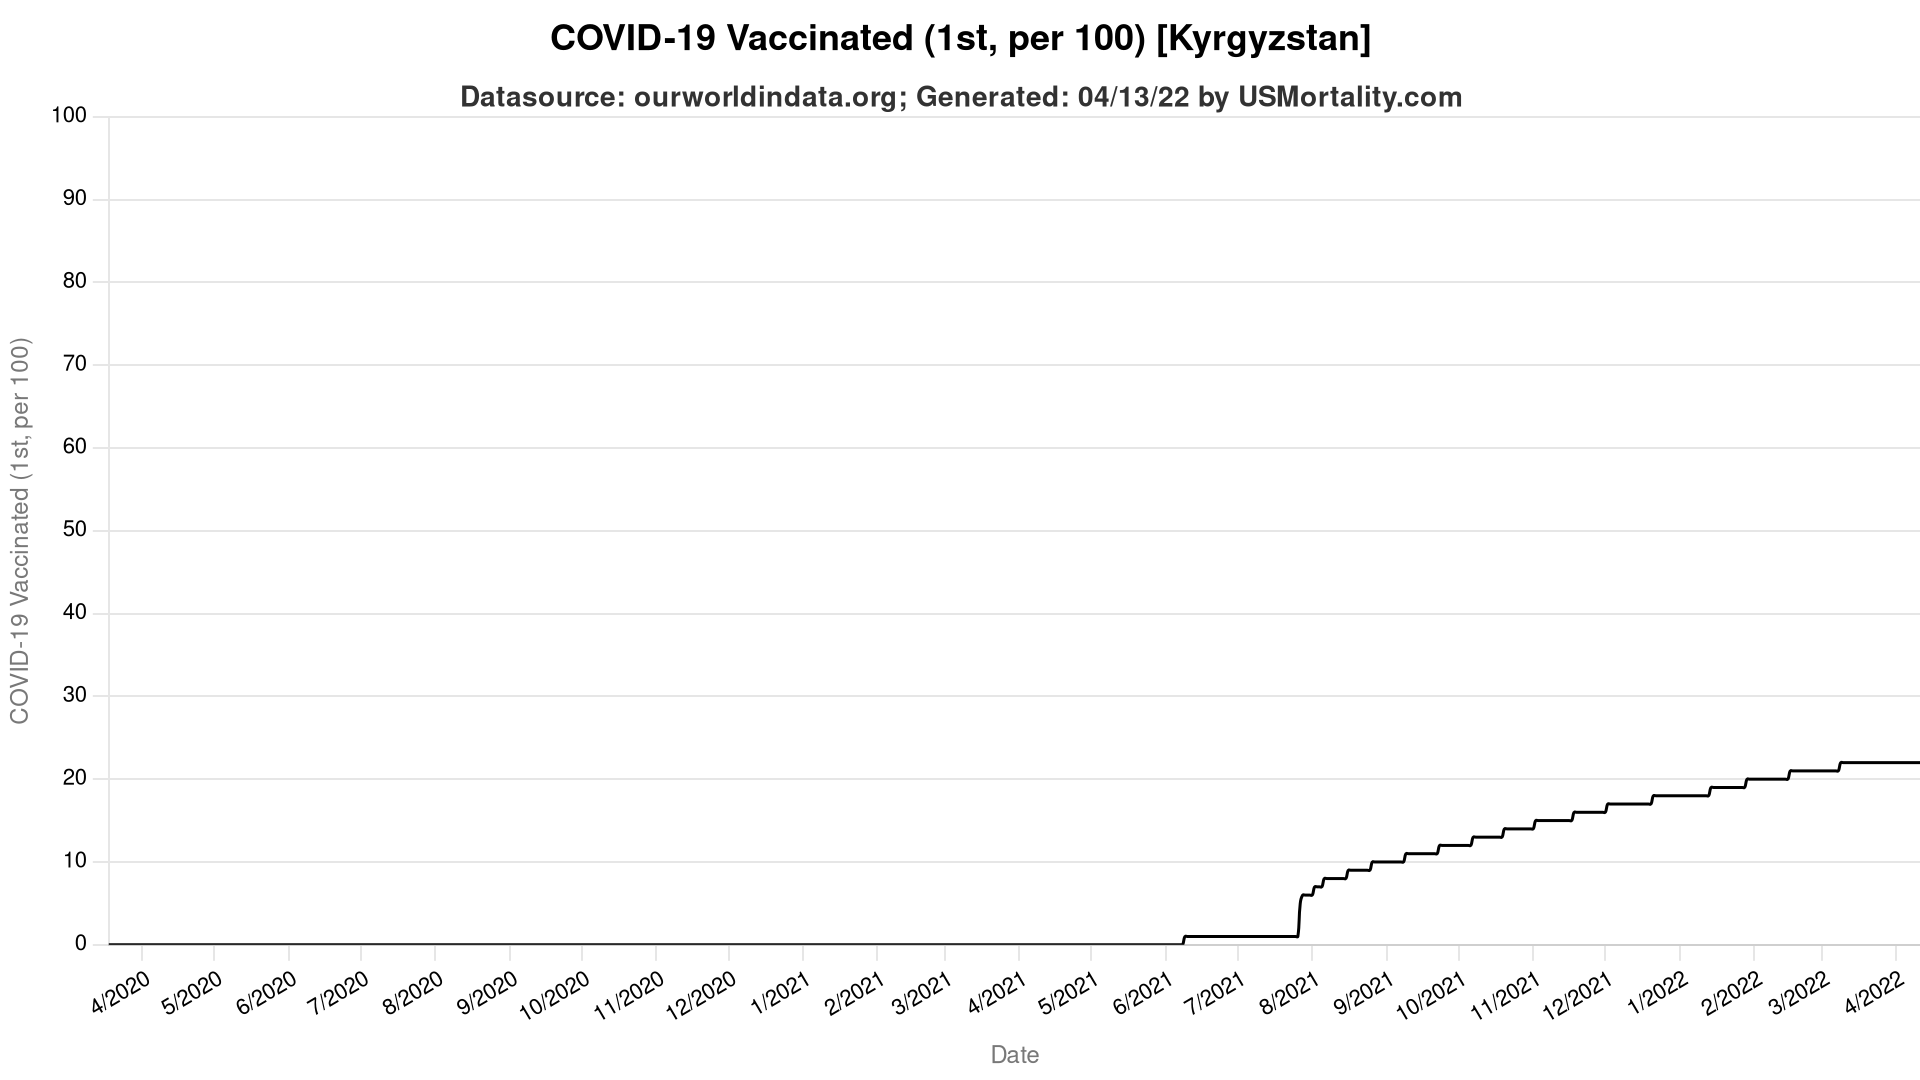 COVID-19 Vaccinated (1st, per 100) [Kyrgyzstan]
Datasource: ourworldindata.org; Generated: 04/13/22 by USMortality.com
COVID-19 Vaccinated (1st, per 100)
100
90
80
70
60
50
40
30
20
10
0
4/2020 5/2020 6/2020 7/2020 8/2020 9/2020 10/2020 11/2020 12/2020 1/2021 2/2021 3/2021 4/2021 5/2021 6/2021 7/2021 8/2021 9/2021 10/2021 11/2021 12/2021 1/2022 2/2022 3/2022 4/2022
Date